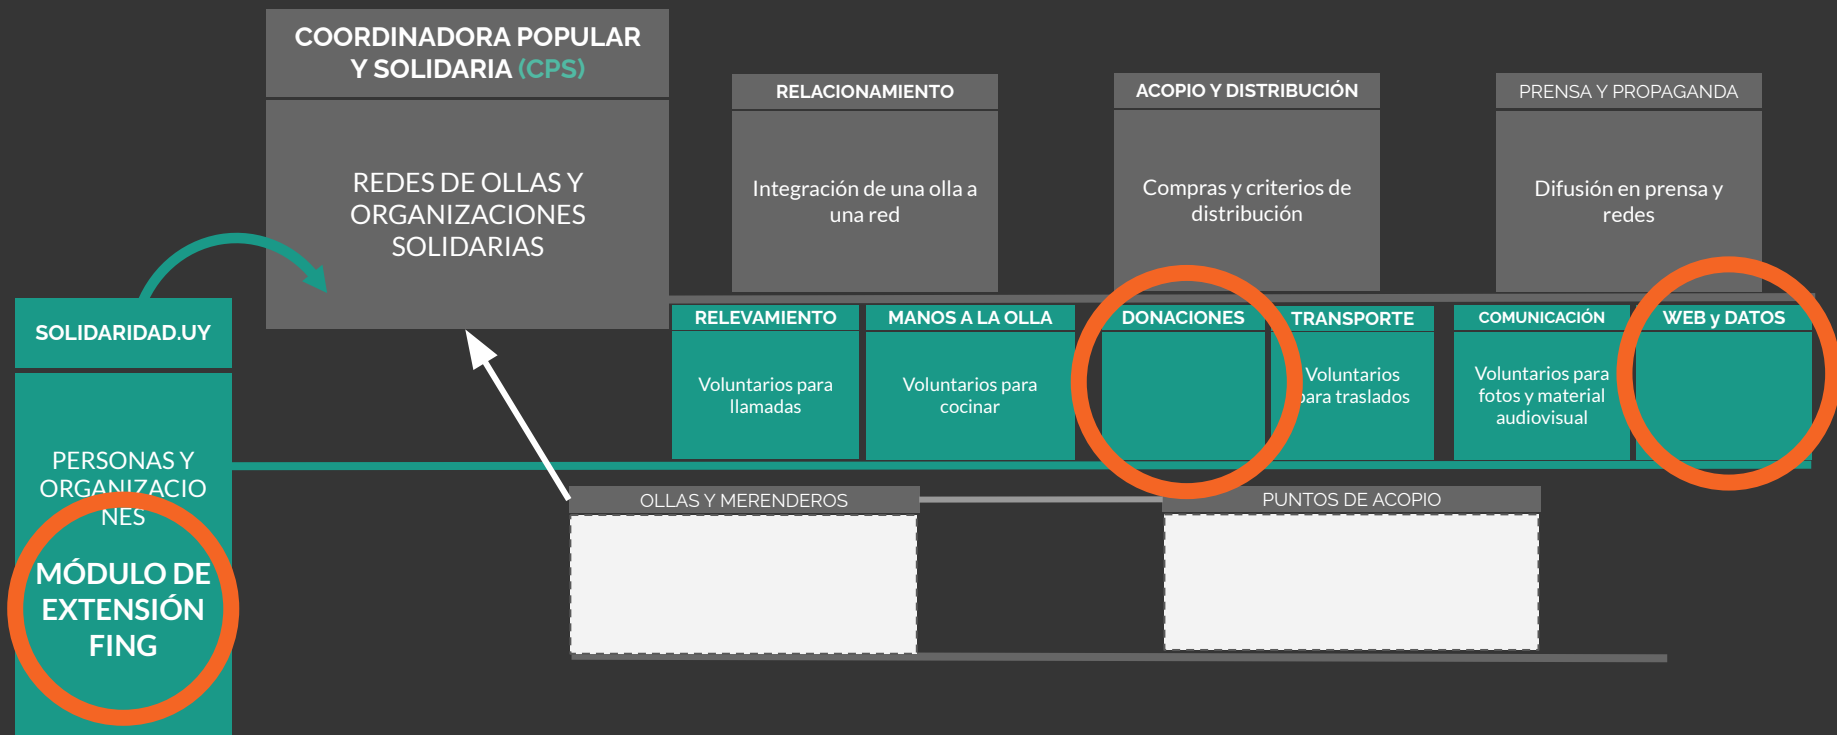 COORDINADORA POPULAR
Y SOLIDARIA (CPS)
REDES DE OLLAS Y
ORGANIZACIONES
SOLIDARIAS
RELACIONAMIENTO
Integración de una olla a
una red
ACOPIO Y DISTRIBUCIÓN
Compras y criterios de
distribución
PRENSA Y PROPAGANDA
Difusión en prensa y
redes
SOLIDARIDAD.UY
PERSONAS Y
ORGANIZACIO
NES
MÓDULO DE
EXTENSIÓN
FING
RELEVAMIENTO
Voluntarios para
llamadas
MANOS A LA OLLA
Voluntarios para
cocinar
DONACIONES
TRANSPORTE
Voluntarios
para traslados
COMUNICACIÓN
Voluntarios para
fotos y material
audiovisual
WEB y DATOS
OLLAS Y MERENDEROS
PUNTOS DE ACOPIO